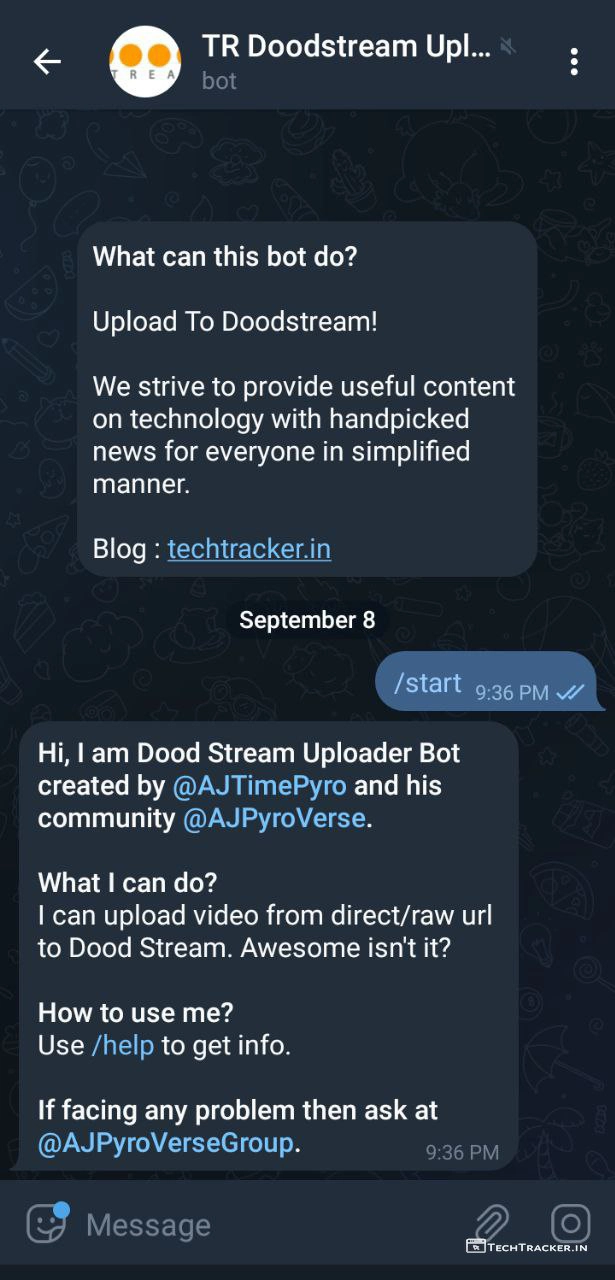 TR Doodstream Upl...
TREA
bot
What can this bot do?
Upload To Doodstream!
We strive to provide useful content
on technology with handpicked
news for everyone in simplified
manner.
Blog : techtracker.in
September 8
/start 9:36 PM
Hi, I am Dood Stream Uploader Bot
created by @AJTimePyro and his
community @AJPyroVerse.
What I can do?
I can upload video from direct/raw url
to Dood Stream. Awesome isn't it?
How to use me?
Use /help to get info.
If facing any problem then ask at
@AJPyroVerseGroup.
9:36 PM
Message
TECHTRACKER.IN